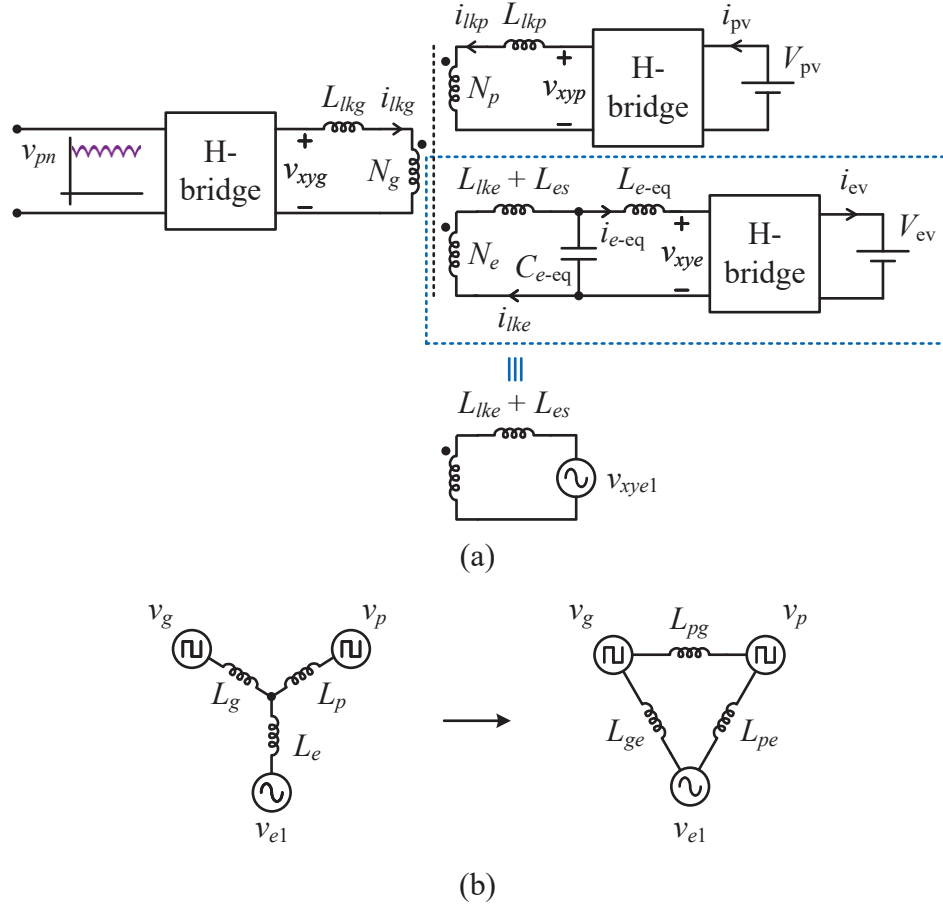 i_lkp L_lkp
i_pv
H-
bridge
V_pv
N_p
v_xyp
+
−
L_lkg i_lkg
v_pn
H-
bridge
+
v_xyg
−
N_g
L_lke + L_es
L_e-eq
i_ev
N_e
C_e-eq
i_e-eq
+
v_xye
−
H-
bridge
V_ev
i_lke
L_lke + L_es
v_xye1
(a)
v_g
v_p
L_g
L_p
L_e
v_e1
v_g
L_pg
v_p
L_ge
L_pe
v_e1
(b)